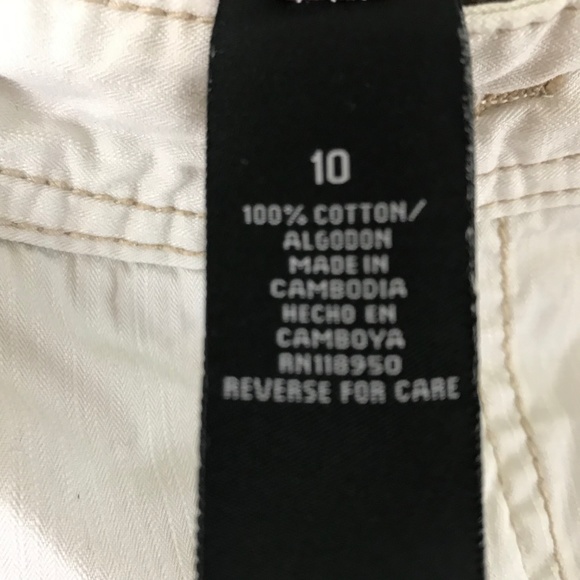 10
100% COTTON/
ALGODON
MADE IN
CAMBODIA
HECHO EN
CAMBOYA
RN118950
REVERSE FOR CARE